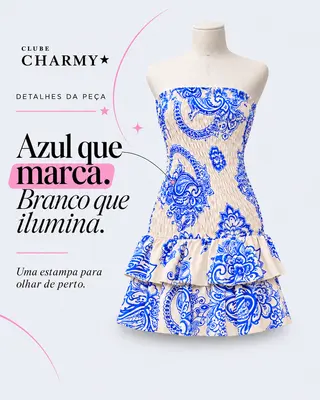 CLUBE
CHARMY★
DETALHES DA PEÇA
Azul que
marca.
Branco que
ilumina.
Uma estampa para
olhar de perto.